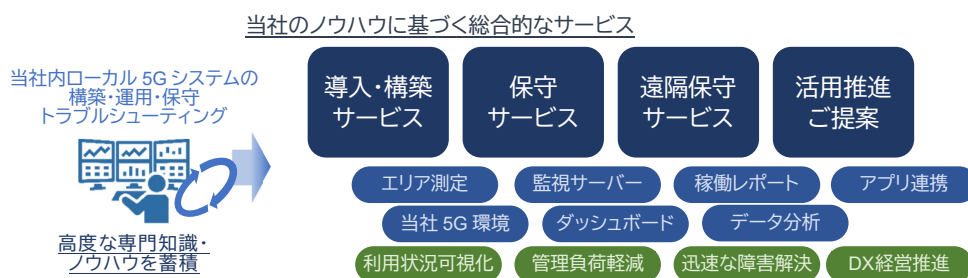 当社のノウハウに基づく総合的なサービス
当社内ローカル 5G システムの
構築・運用・保守
トラブルシューティング
高度な専門知識・
ノウハウを蓄積
導入・構築
サービス
保守
サービス
遠隔保守
サービス
活用推進
ご提案
エリア測定
監視サーバー
稼働レポート
アプリ連携
当社 5G 環境
ダッシュボード
データ分析
利用状況可視化
管理負荷軽減
迅速な障害解決
DX経営推進